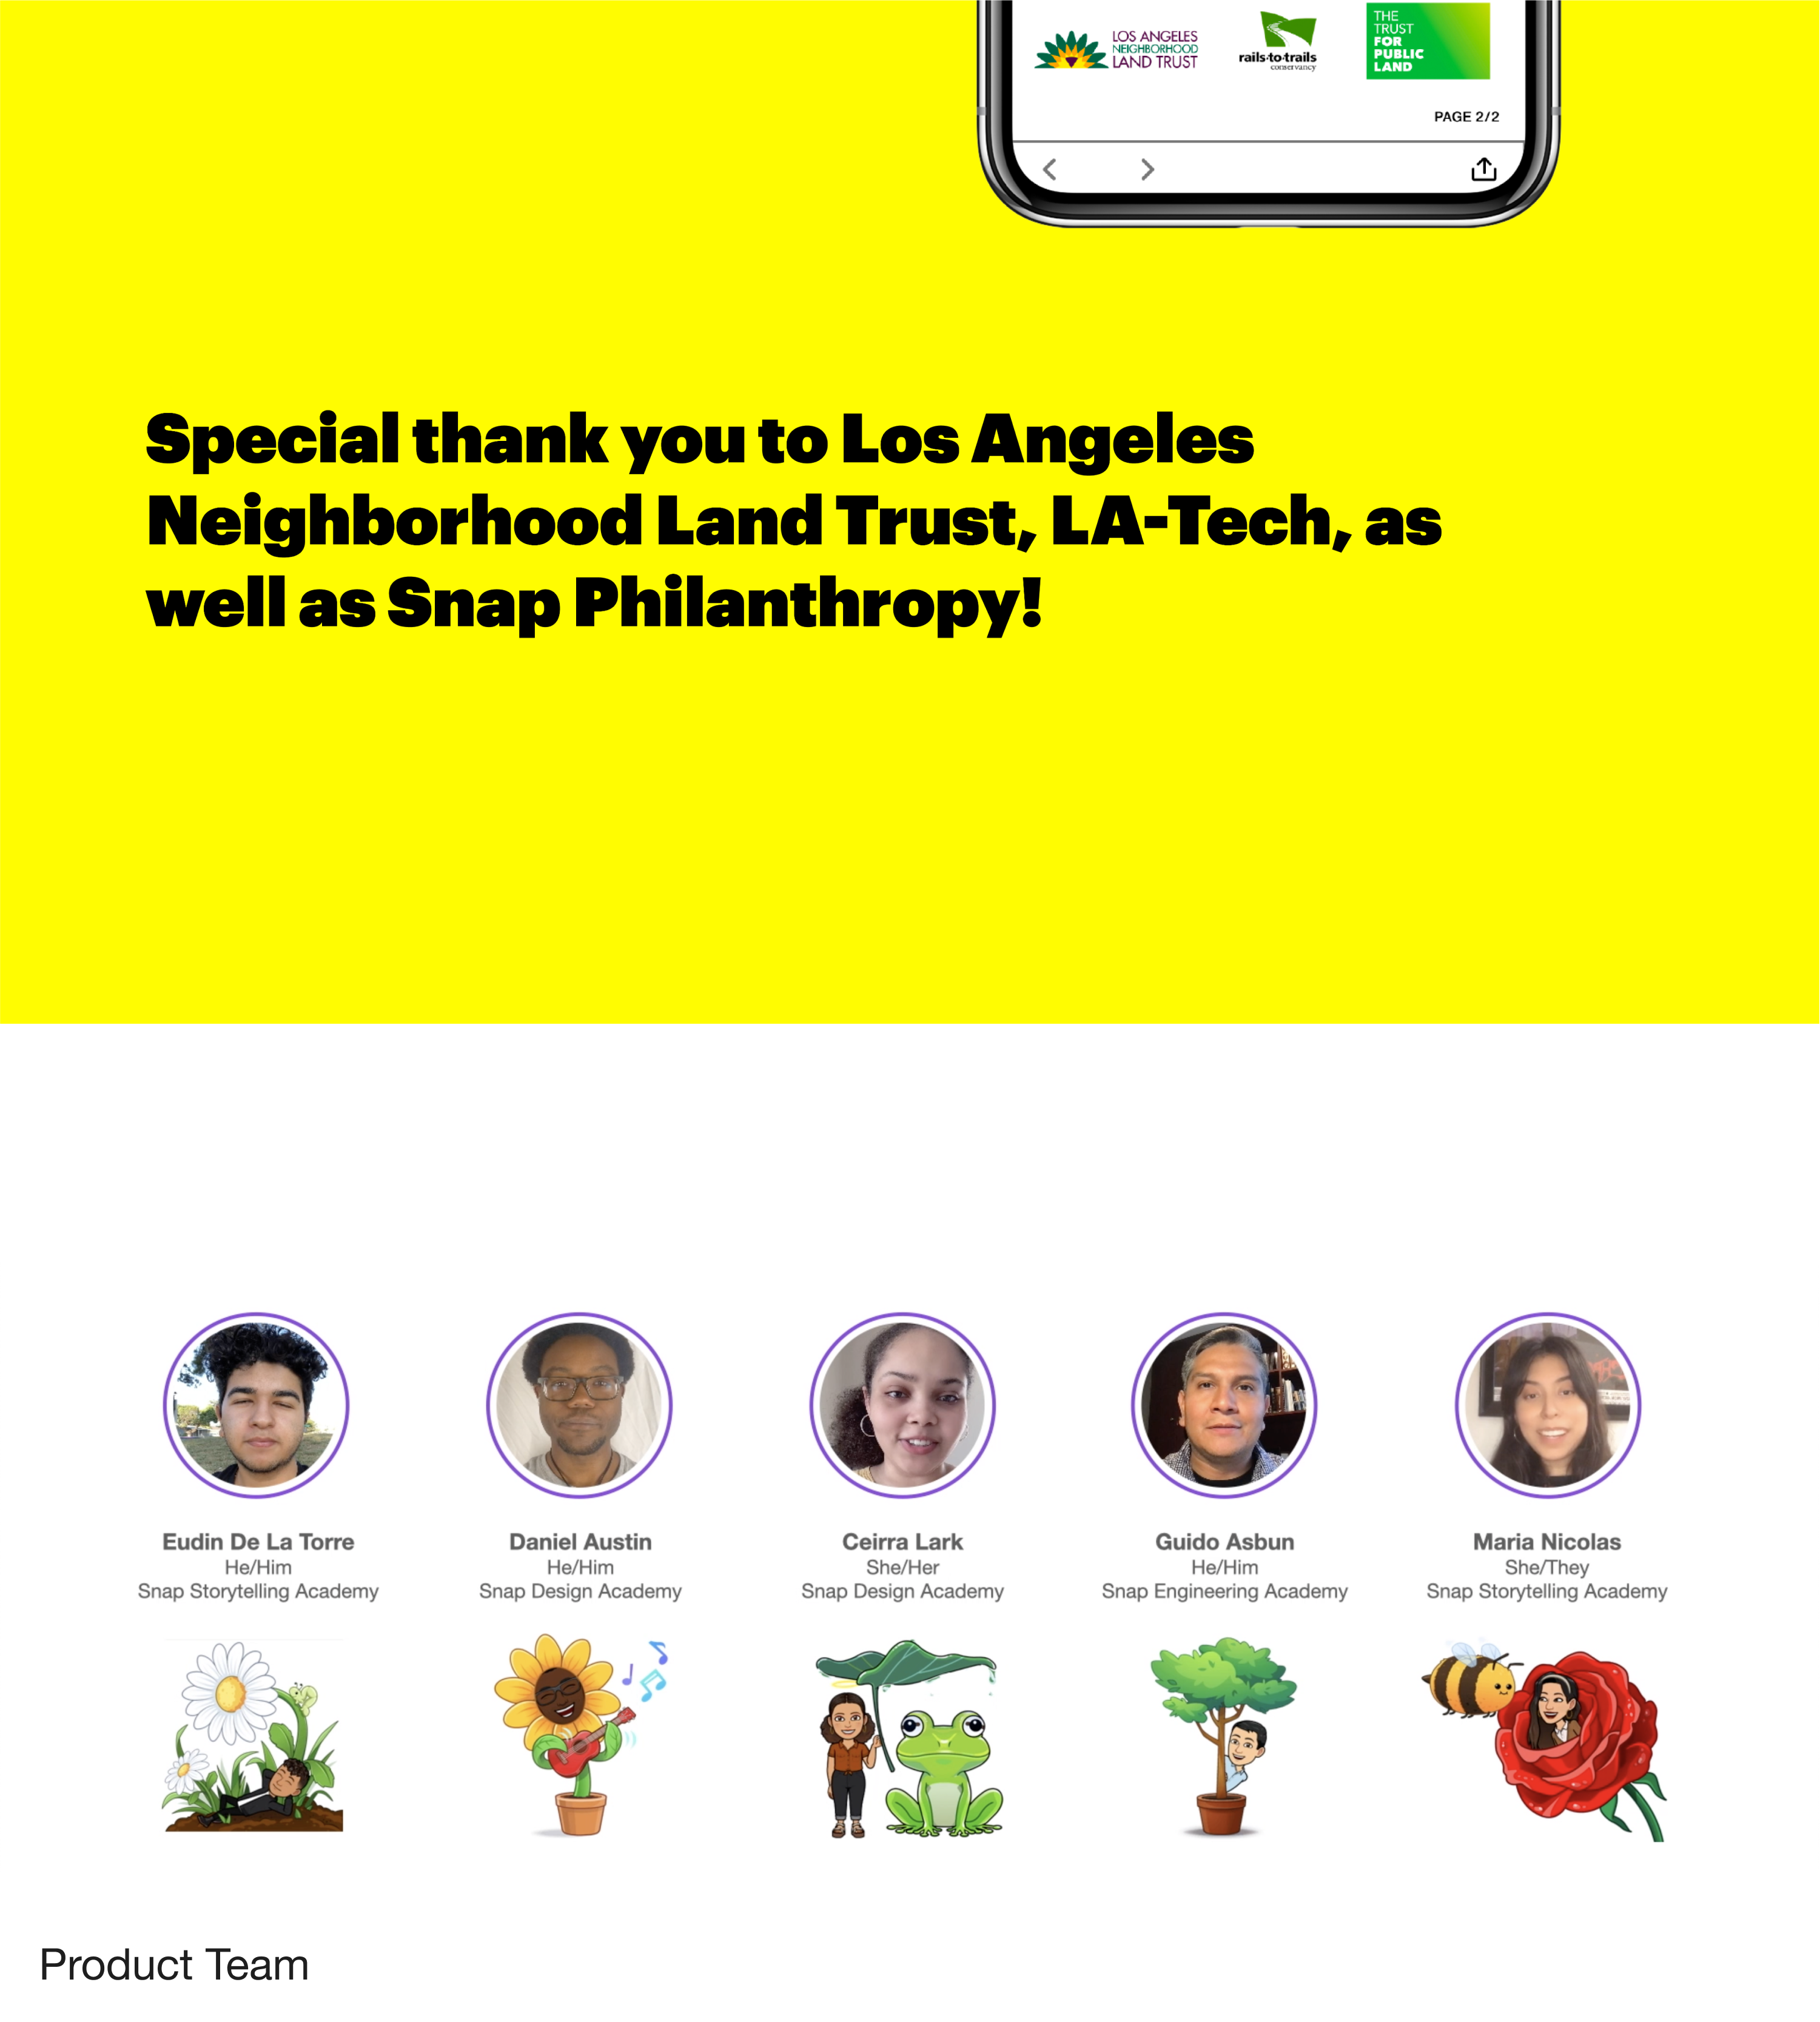 LOS ANGELES
NEIGHBORHOOD
LAND TRUST
rails-to-trails
conservancy
THE
TRUST
FOR
PUBLIC
LAND
PAGE 2/2
Special thank you to Los Angeles
Neighborhood Land Trust, LA-Tech, as
well as Snap Philanthropy!
Eudin De La Torre
He/Him
Snap Storytelling Academy
Daniel Austin
He/Him
Snap Design Academy
Ceirra Lark
She/Her
Snap Design Academy
Guido Asbun
He/Him
Snap Engineering Academy
Maria Nicolas
She/They
Snap Storytelling Academy
Product Team